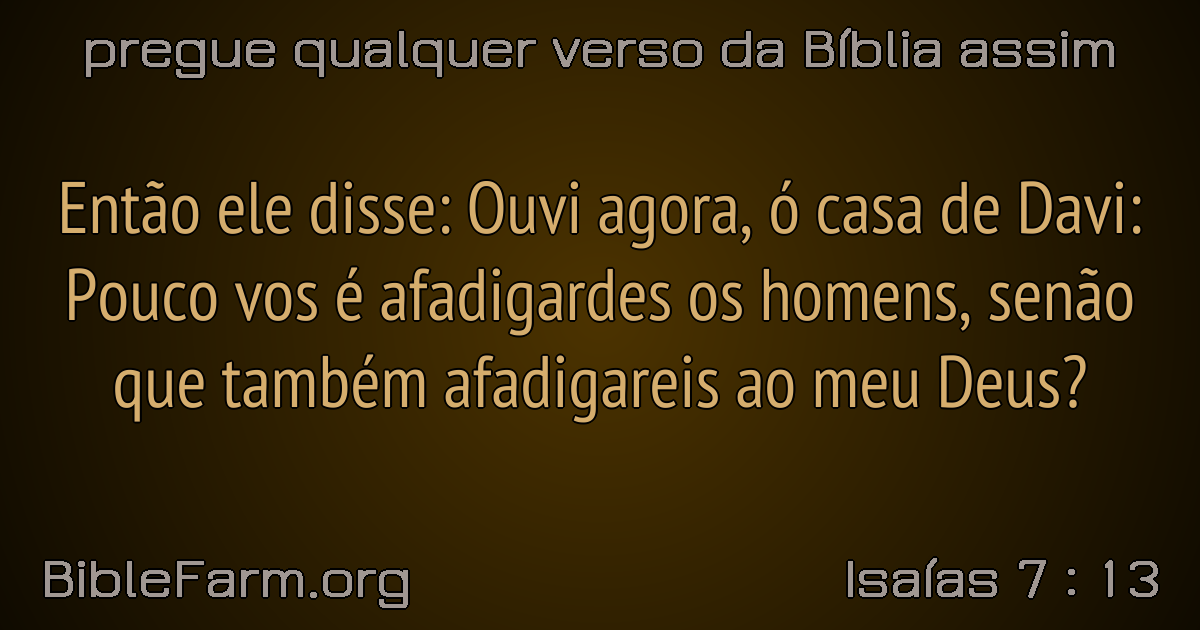 pregue qualquer verso da Bíblia assim
Então ele disse: Ouvi agora, ó casa de Davi:
Pouco vos é afadigardes os homens, senão
que também afadigareis ao meu Deus?
BibleFarm.org
Isaías 7 : 13